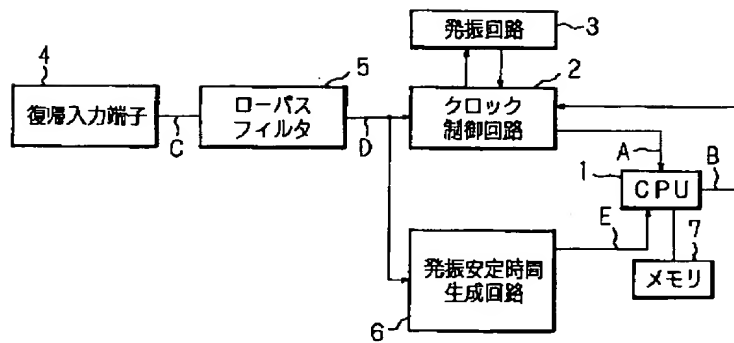 発振回路
3
4
5
2
復帰入力端子
ローパス
フィルタ
クロック
制御回路
C
D
A
B
1
CPU
E
7
発振安定時間
生成回路
メモリ
6